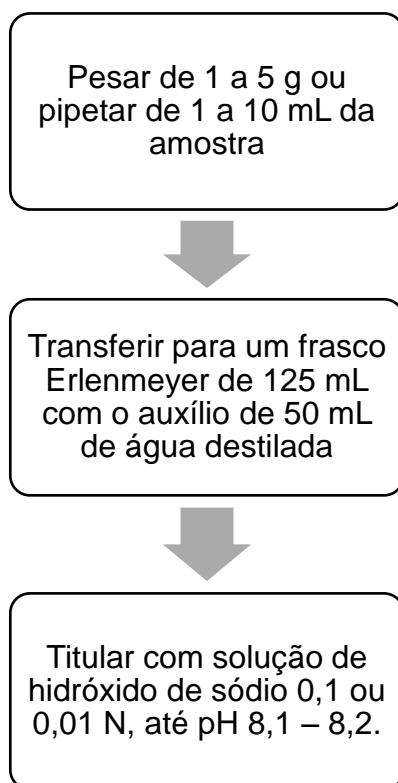 Pesar de 1 a 5 g ou
pipetar de 1 a 10 mL da
amostra
Transferir para um frasco
Erlenmeyer de 125 mL
com o auxílio de 50 mL
de água destilada
Titular com solução de
hidróxido de sódio 0,1 ou
0,01 N, até pH 8,1 – 8,2.